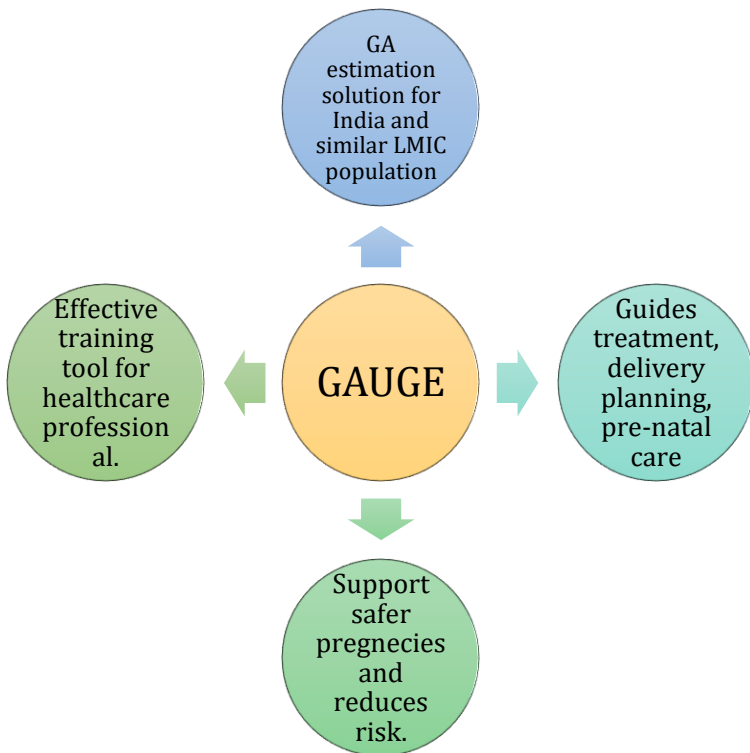 GA
estimation
solution for
India and
similar LMIC
population
Effective
training
tool for
healthcare
profession
al.
GAUGE
Guides
treatment,
delivery
planning,
pre-natal
care
Support
safer
pregnecies
and
reduces
risk.